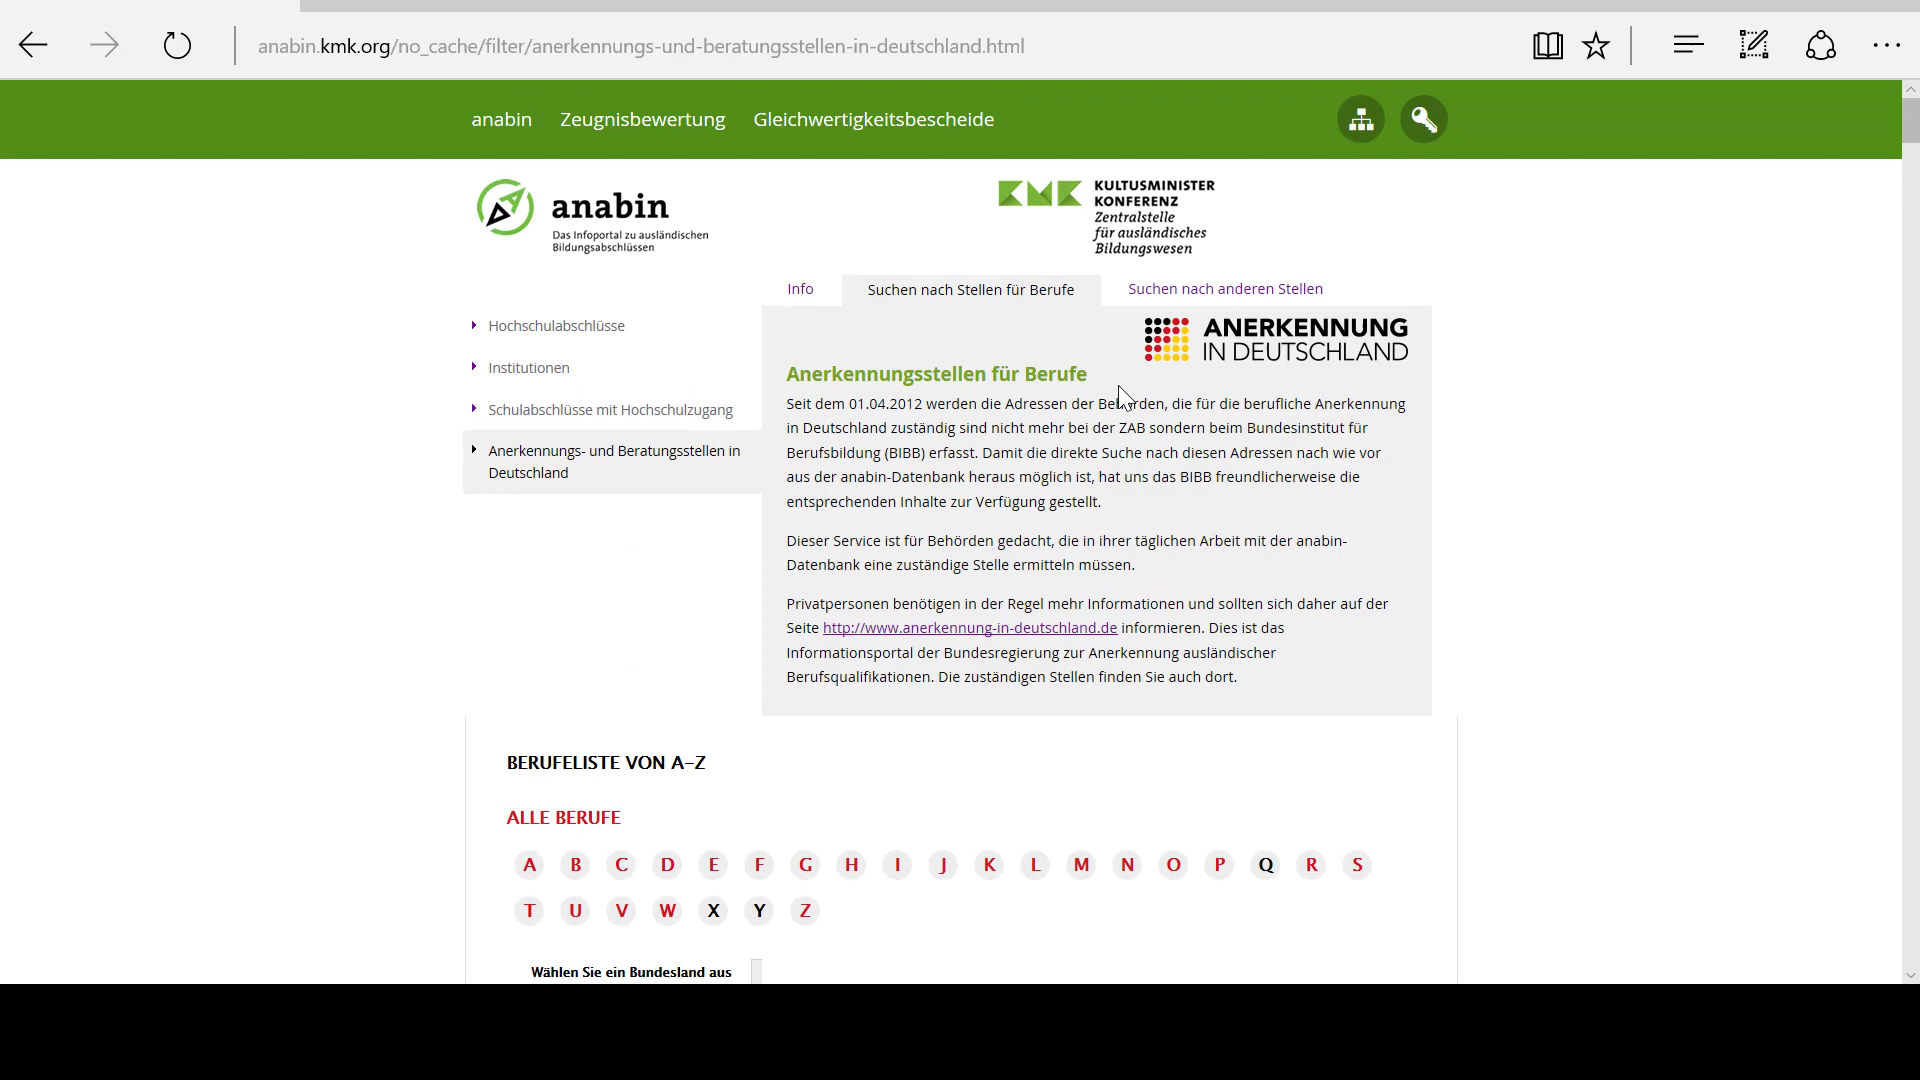 anabin.kmk.org/no_cache/filter/anerkennungs-und-beratungsstellen-in-deutschland.html
anabin Zeugnisbewertung Gleichwertigkeitsbescheide
anabin
Das Infoportal zu ausländischen
Bildungsabschlüssen
KMK
KULTUSMINISTER
KONFERENZ
Zentralstelle
für ausländisches
Bildungswesen
Info Suchen nach Stellen für Berufe Suchen nach anderen Stellen
Hochschulabschlüsse
Institutionen
Schulabschlüsse mit Hochschulzugang
Anerkennungs- und Beratungsstellen in
Deutschland
ANERKENNUNG
IN DEUTSCHLAND
Anerkennungsstellen für Berufe
Seit dem 01.04.2012 werden die Adressen der Behörden, die für die berufliche Anerkennung
in Deutschland zuständig sind nicht mehr bei der ZAB sondern beim Bundesinstitut für
Berufsbildung (BIBB) erfasst. Damit die direkte Suche nach diesen Adressen nach wie vor
aus der anabin-Datenbank heraus möglich ist, hat uns das BIBB freundlicherweise die
entsprechenden Inhalte zur Verfügung gestellt.
Dieser Service ist für Behörden gedacht, die in ihrer täglichen Arbeit mit der anabin-
Datenbank eine zuständige Stelle ermitteln müssen.
Privatpersonen benötigen in der Regel mehr Informationen und sollten sich daher auf der
Seite http://www.anerkennung-in-deutschland.de informieren. Dies ist das
Informationsportal der Bundesregierung zur Anerkennung ausländischer
Berufsqualifikationen. Die zuständigen Stellen finden Sie auch dort.
BERUFELISTE VON A–Z
ALLE BERUFE
A B C D E F G H I J K L M N O P Q R S
T U V W X Y Z
Wählen Sie ein Bundesland aus